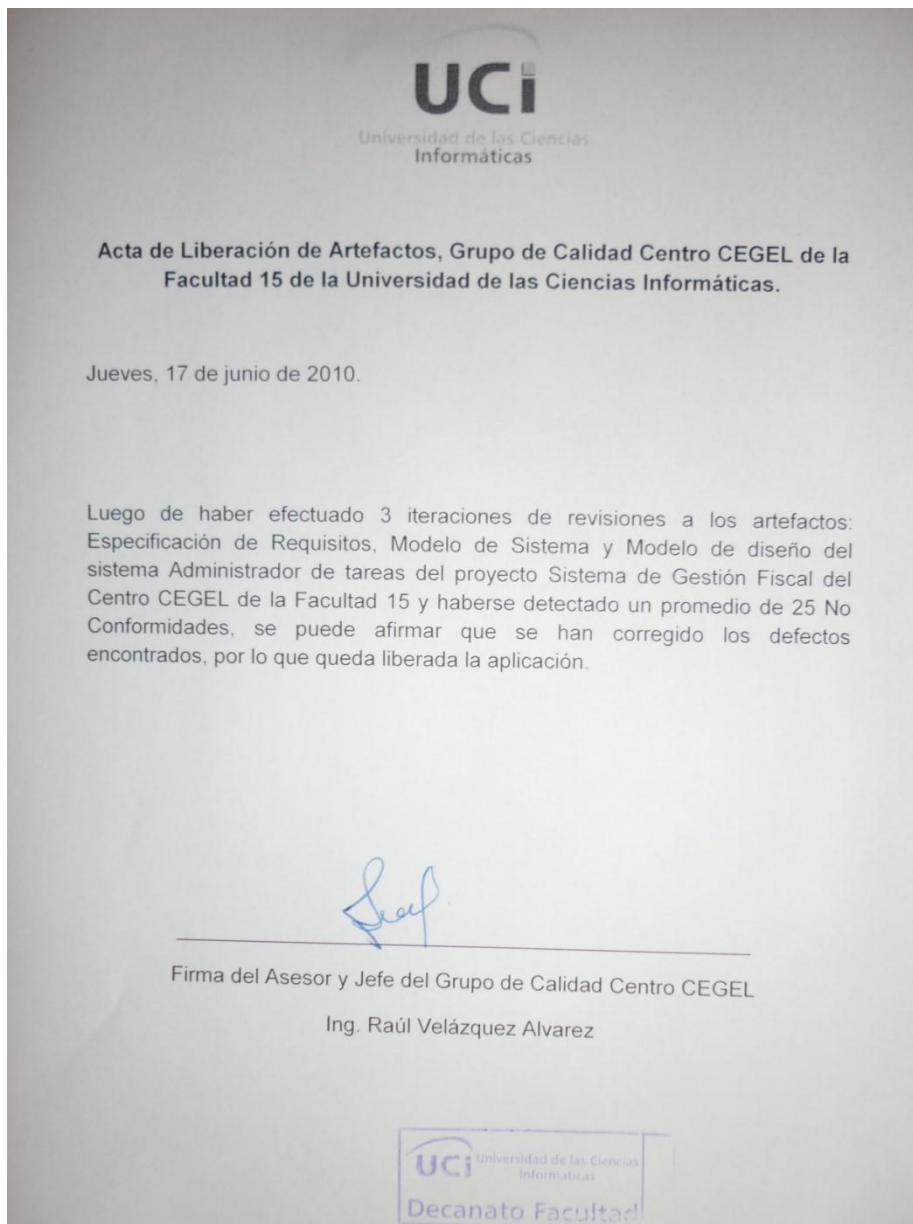 UCi
Universidad de las Ciencias
Informáticas
Acta de Liberación de Artefactos, Grupo de Calidad Centro CEGEL de la
Facultad 15 de la Universidad de las Ciencias Informáticas.
Jueves, 17 de junio de 2010.
Luego de haber efectuado 3 iteraciones de revisiones a los artefactos:
Especificación de Requisitos, Modelo de Sistema y Modelo de diseño del
sistema Administrador de tareas del proyecto Sistema de Gestión Fiscal del
Centro CEGEL de la Facultad 15 y haberse detectado un promedio de 25 No
Conformidades, se puede afirmar que se han corregido los defectos
encontrados, por lo que queda liberada la aplicación.
Firma del Asesor y Jefe del Grupo de Calidad Centro CEGEL
Ing. Raúl Velázquez Alvarez
UCi Universidad de las Ciencias
Informáticas
Decanato Facultad